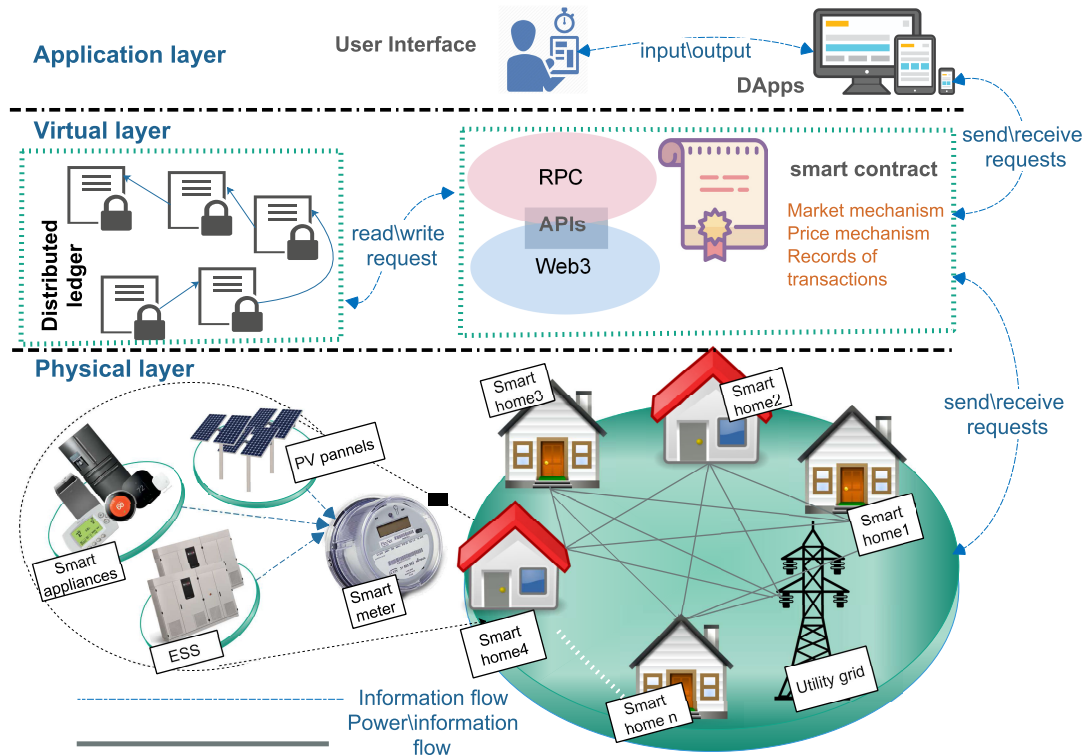 Application layer
User Interface
input\output
DApps
Virtual layer
send\receive
requests
Distributed
ledger
read\write
request
RPC
APIs
Web3
smart contract
Market mechanism
Price mechanism
Records of
transactions
Physical layer
send\receive
requests
PV pannels
Smart
appliances
ESS
Smart
meter
Smart
home3
Smart
home2
Smart
home1
Smart
home4
Smart
home n
Utility grid
Information flow
Power\information
flow